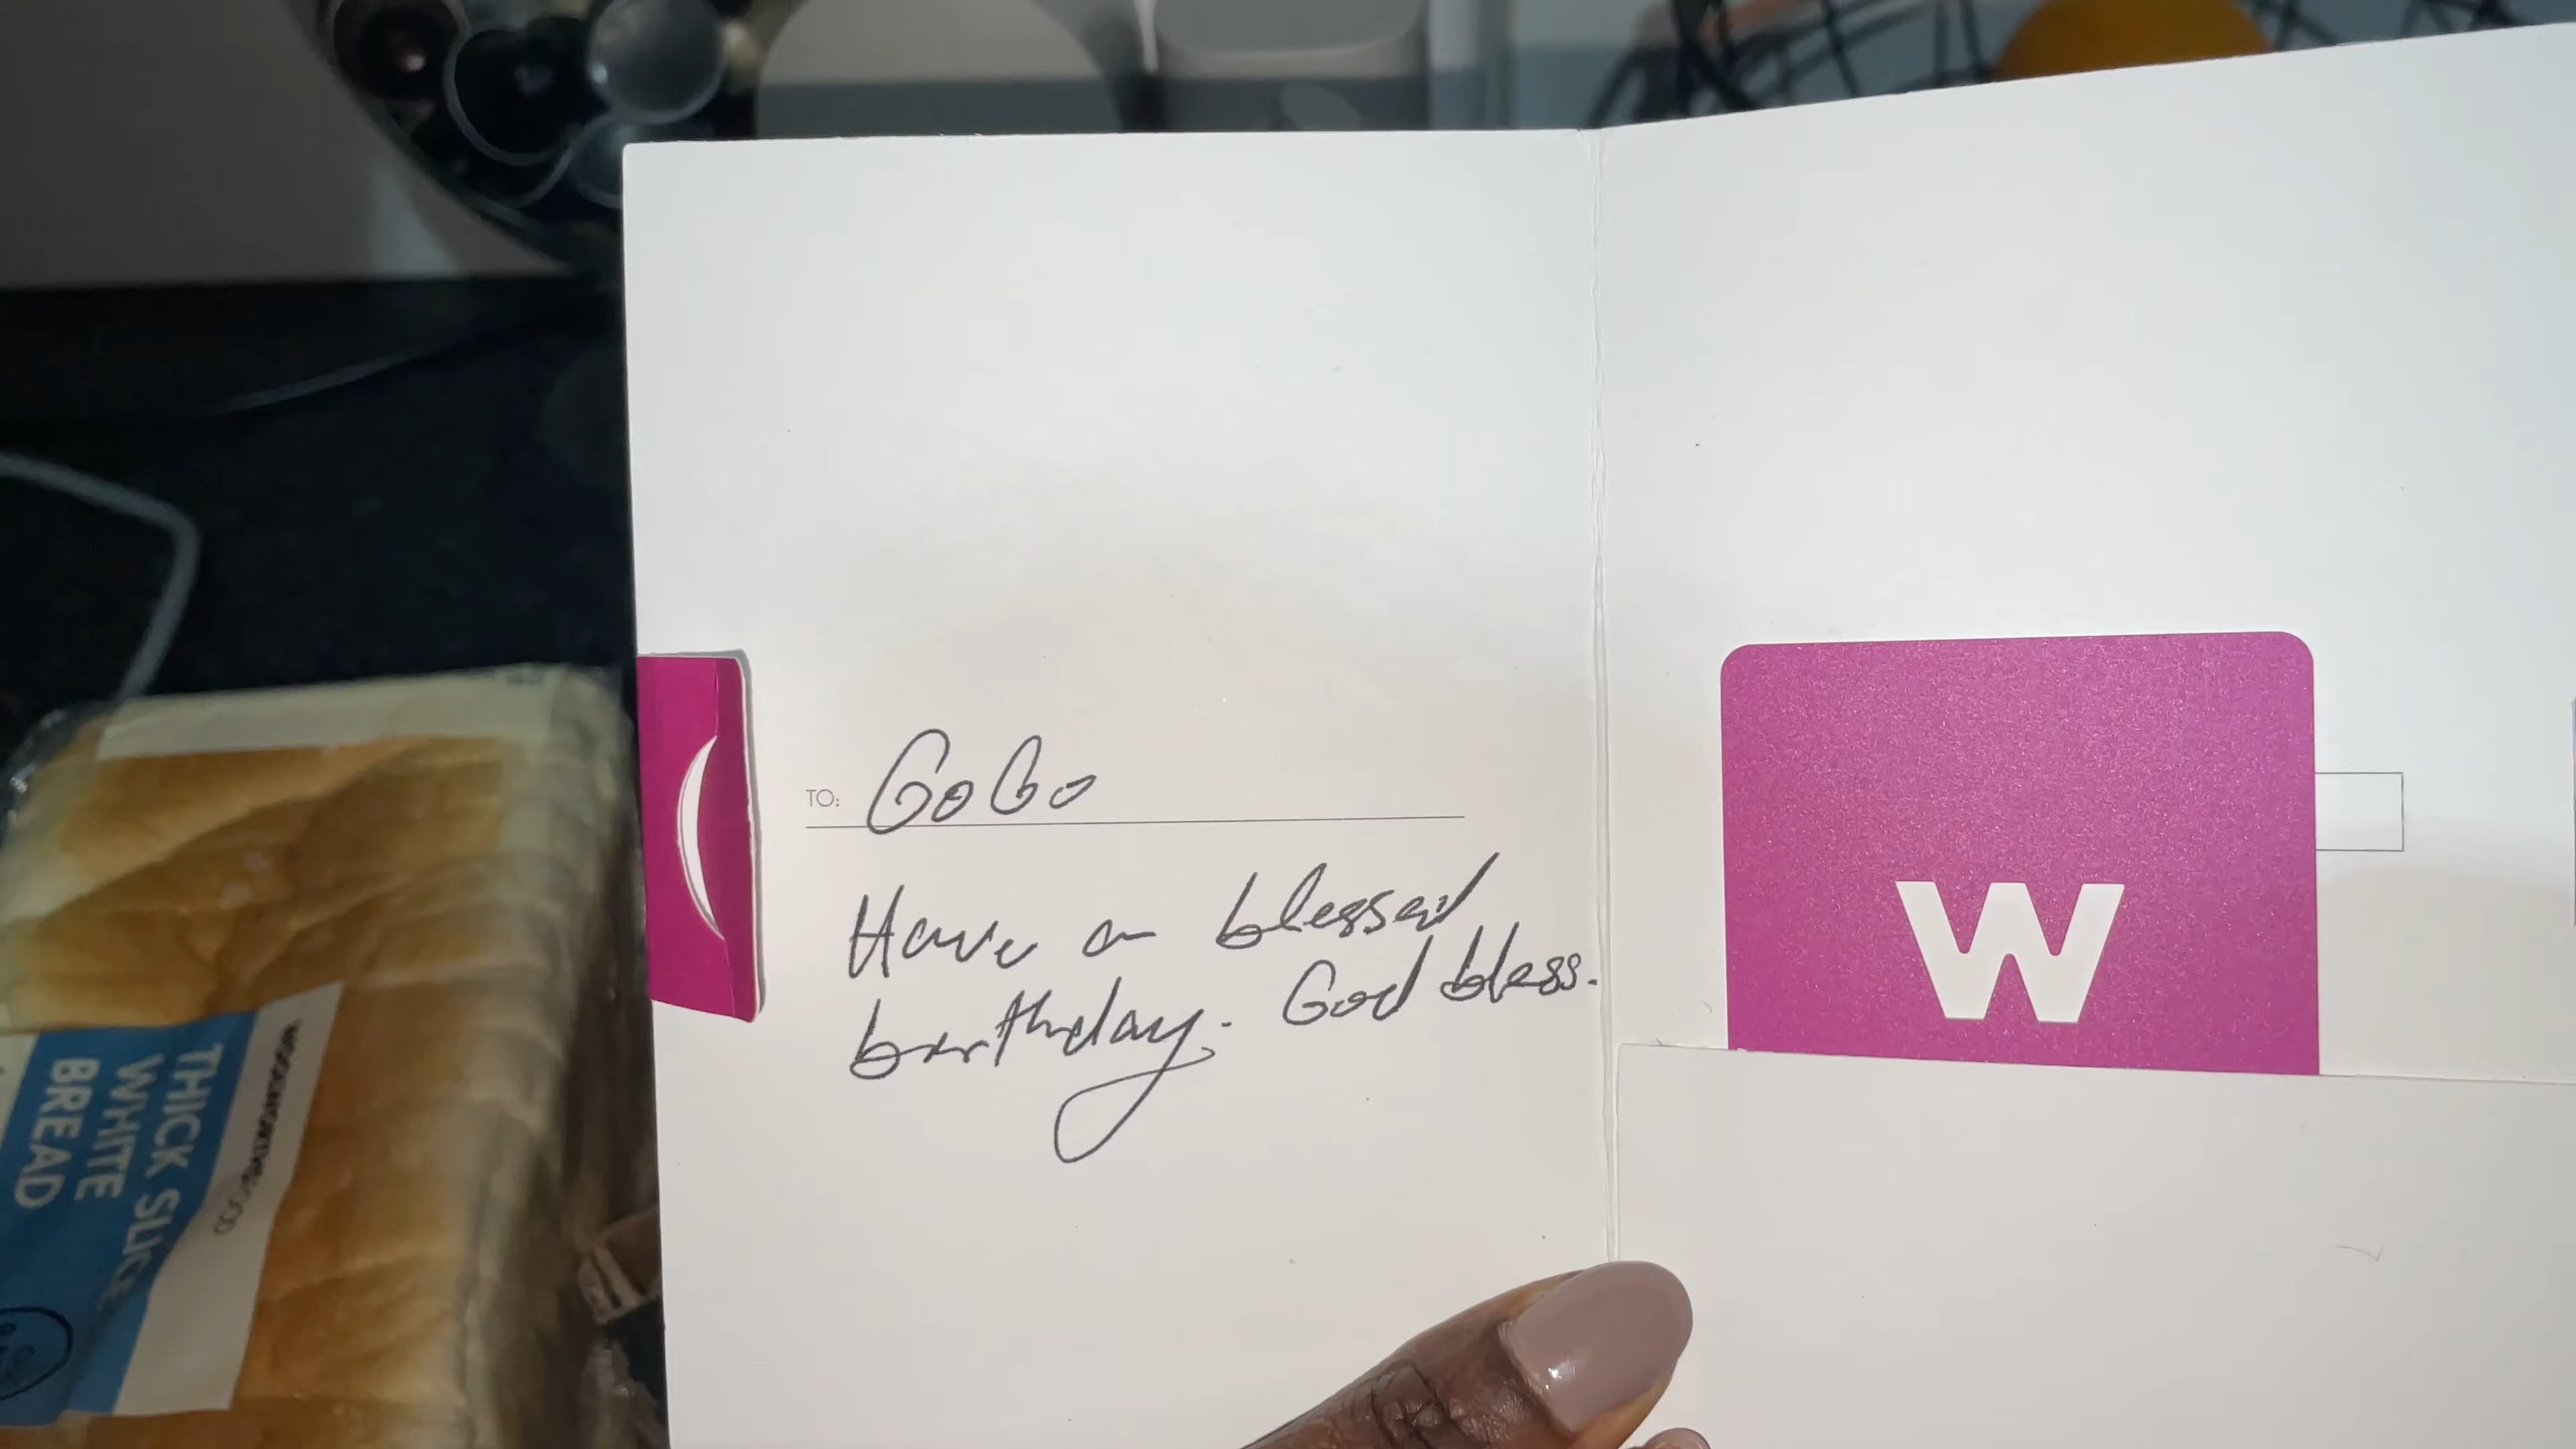 TO: GoGo
Have a blessed
birthday. God bless.
W
THICK SLICE
WHITE
BREAD